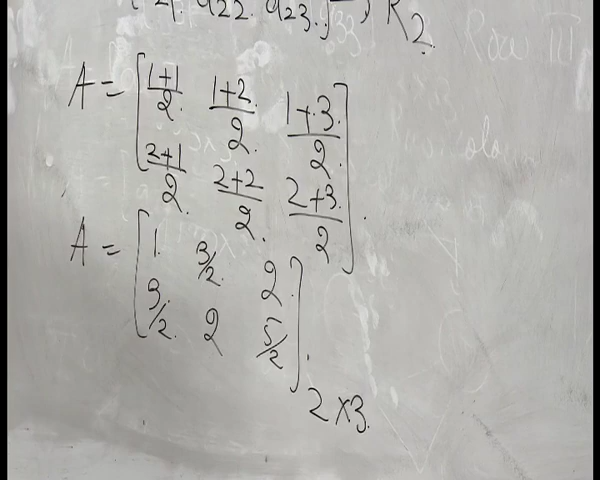 a22. a23. ] R2
A = [ (1+1)/2. (1+2)/2. (1+3)/2.
(2+1)/2. (2+2)/2. (2+3)/2 ].
A = [ 1. 3/2. 2.
3/2. 2 5/2 ].
2×3.